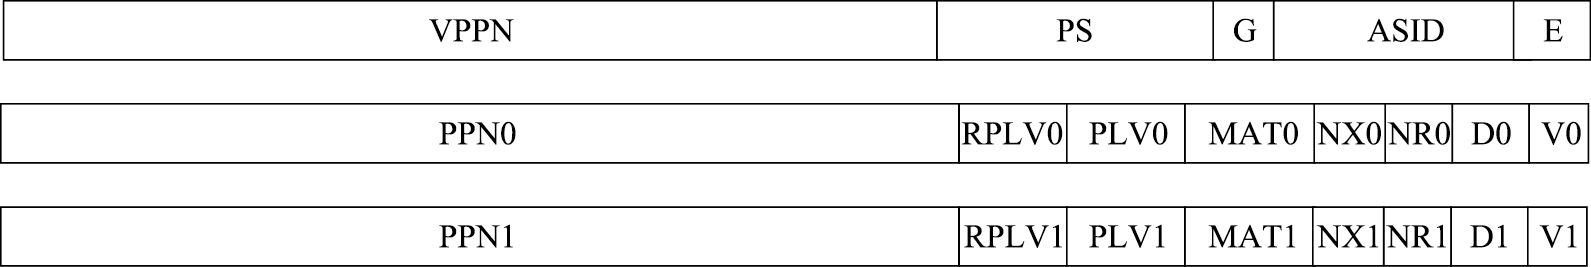 VPPN PS G ASID E
PPN0 RPLV0 PLV0 MAT0 NX0 NR0 D0 V0
PPN1 RPLV1 PLV1 MAT1 NX1 NR1 D1 V1